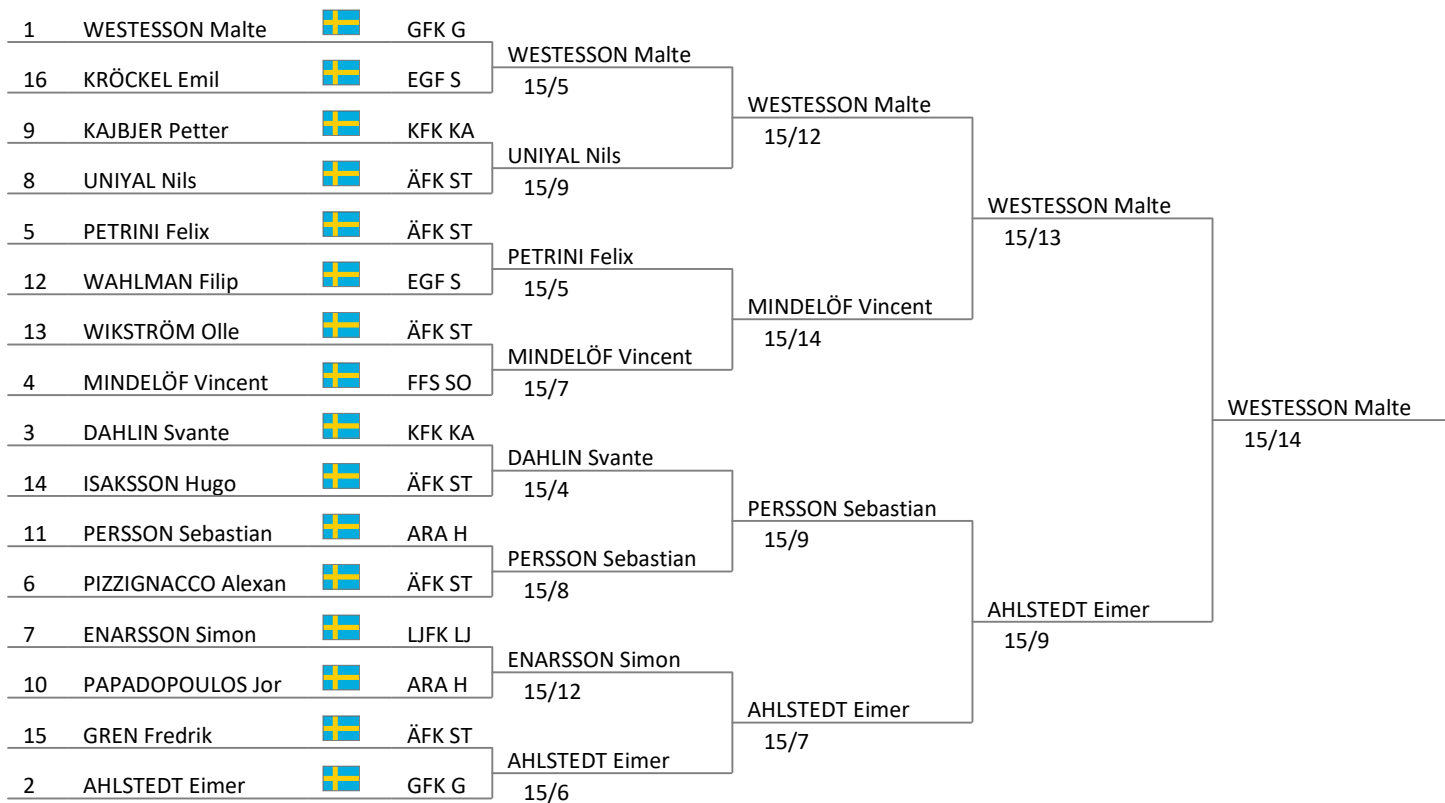 1 WESTESSON Malte GFK G
WESTESSON Malte
16 KRÖCKEL Emil EGF S
15/5
WESTESSON Malte
9 KAJBJER Petter KFK KA
15/12
UNIYAL Nils
8 UNIYAL Nils ÄFK ST
15/9
WESTESSON Malte
5 PETRINI Felix ÄFK ST
15/13
PETRINI Felix
12 WAHLMAN Filip EGF S
15/5
MINDELÖF Vincent
13 WIKSTRÖM Olle ÄFK ST
15/14
MINDELÖF Vincent
4 MINDELÖF Vincent FFS SO
15/7
WESTESSON Malte
3 DAHLIN Svante KFK KA
15/14
DAHLIN Svante
14 ISAKSSON Hugo ÄFK ST
15/4
PERSSON Sebastian
11 PERSSON Sebastian ARA H
15/9
PERSSON Sebastian
6 PIZZIGNACCO Alexan ÄFK ST
15/8
AHLSTEDT Eimer
7 ENARSSON Simon LJFK LJ
15/9
ENARSSON Simon
10 PAPADOPOULOS Jor ARA H
15/12
AHLSTEDT Eimer
15 GREN Fredrik ÄFK ST
15/7
AHLSTEDT Eimer
2 AHLSTEDT Eimer GFK G
15/6